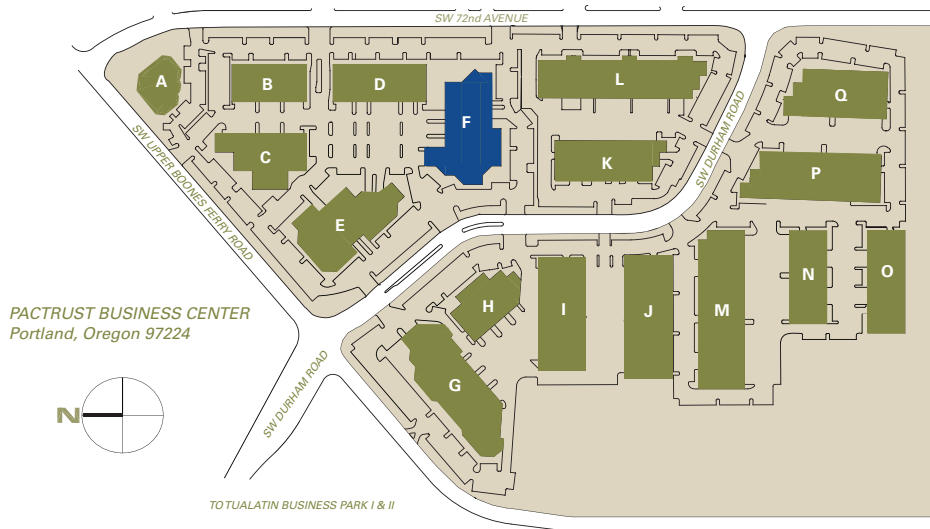 SW 72nd AVENUE
A
B
D
L
Q
F
C
K
P
SW DURHAM ROAD
SW UPPER BOONES FERRY ROAD
E
N
O
H
I
J
M
G
PACTRUST BUSINESS CENTER
Portland, Oregon 97224
N
SW DURHAM ROAD
TO TUALATIN BUSINESS PARK I & II